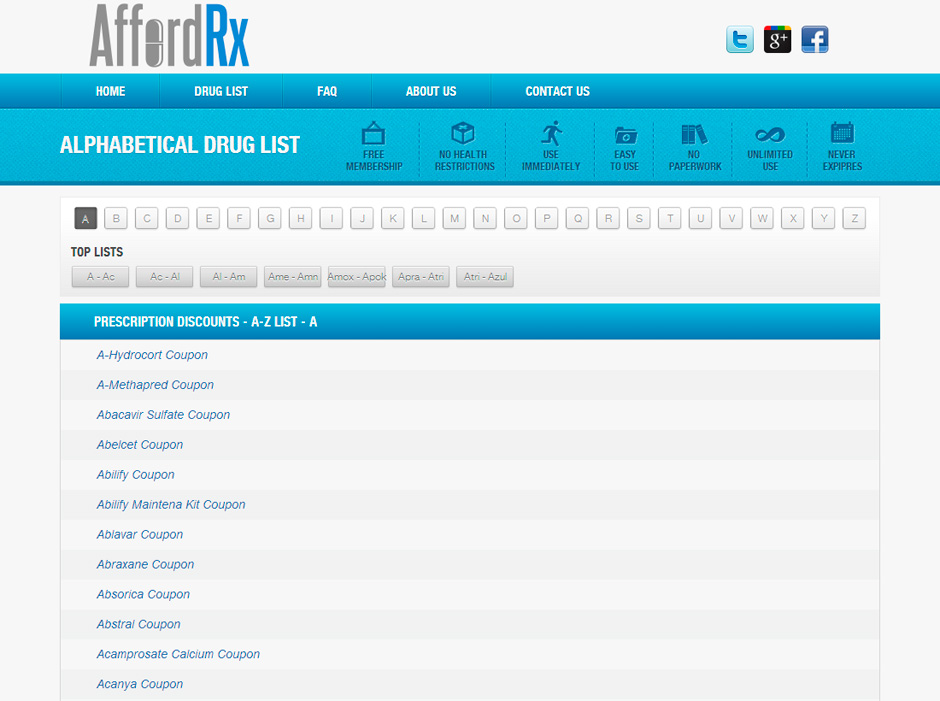 AffordRx
g+
HOME DRUG LIST FAQ ABOUT US CONTACT US
ALPHABETICAL DRUG LIST
FREE
MEMBERSHIP
NO HEALTH
RESTRICTIONS
USE
IMMEDIATELY
EASY
TO USE
NO
PAPERWORK
UNLIMITED
USE
NEVER
EXPIPRES
A B C D E F G H I J K L M N O P Q R S T U V W X Y Z
TOP LISTS
A - Ac Ac - Al Al - Am Ame - Amn Amox - Apok Apra - Atri Atri - Azul
PRESCRIPTION DISCOUNTS - A-Z LIST - A
A-Hydrocort Coupon
A-Methapred Coupon
Abacavir Sulfate Coupon
Abelcet Coupon
Abilify Coupon
Abilify Maintena Kit Coupon
Ablavar Coupon
Abraxane Coupon
Absorica Coupon
Abstral Coupon
Acamprosate Calcium Coupon
Acanya Coupon